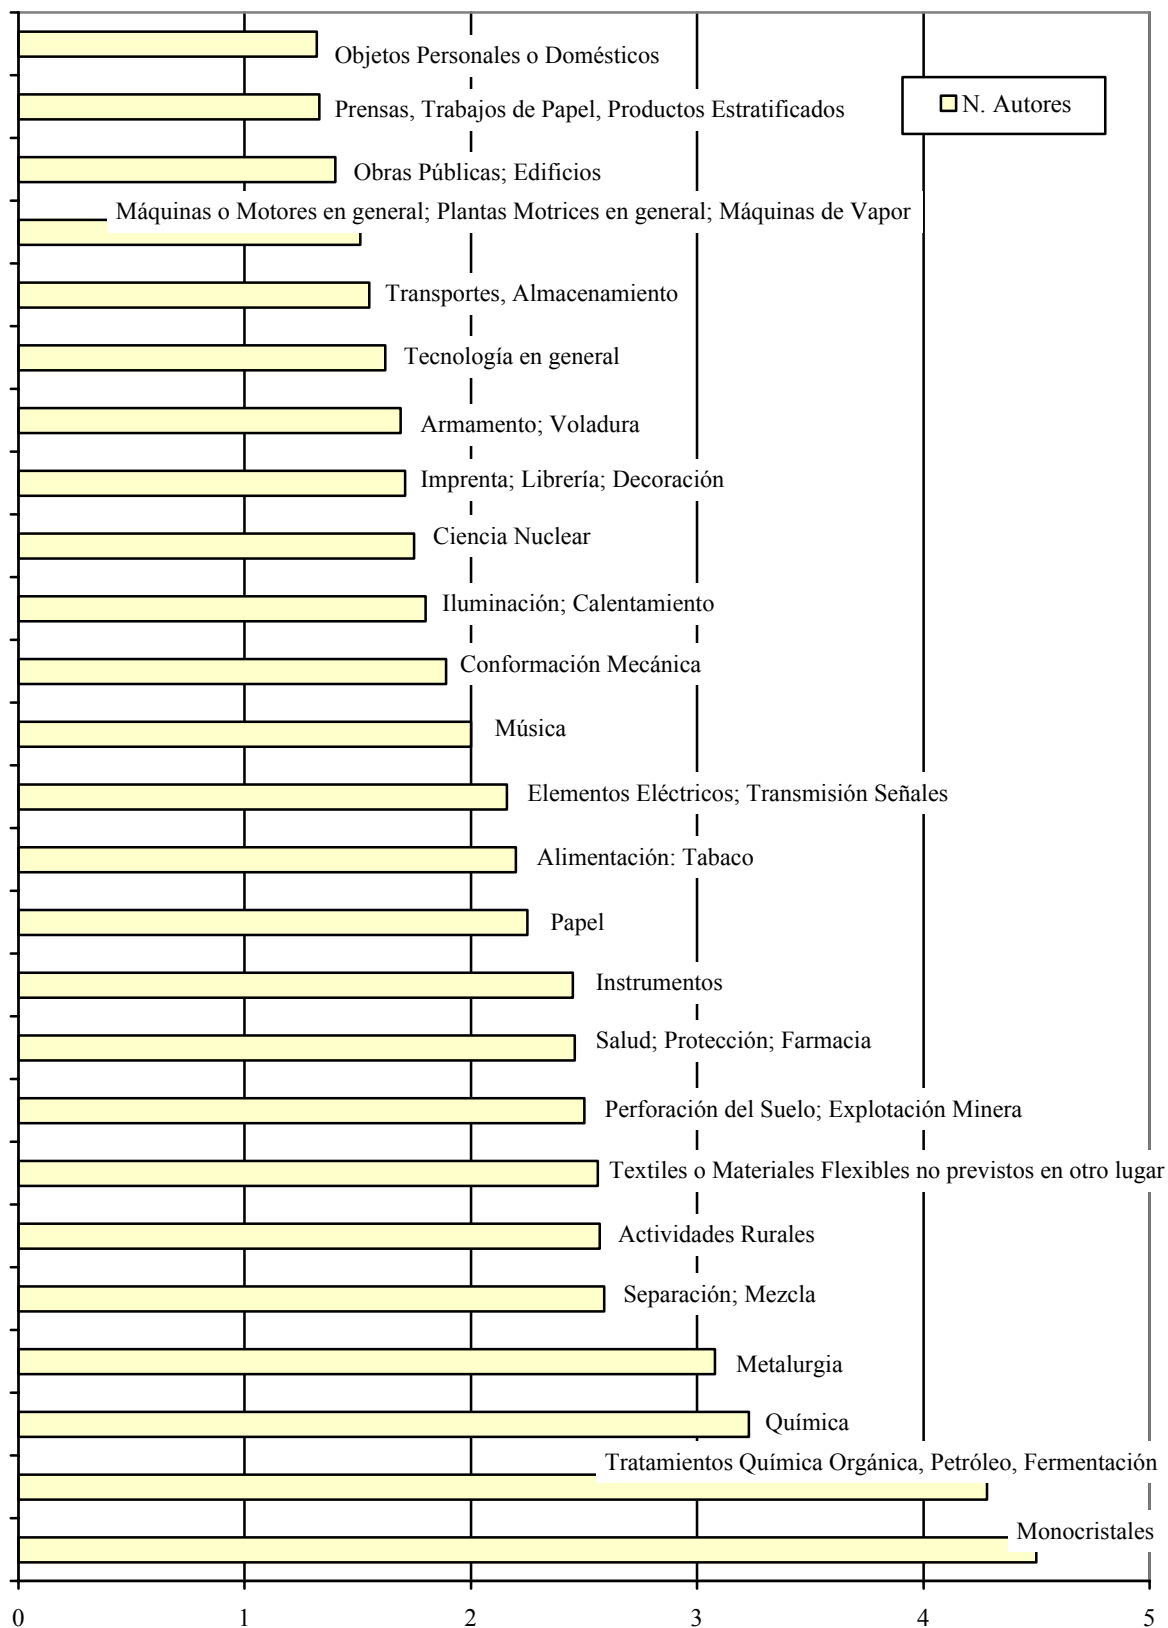 Objetos Personales o Domésticos
N. Autores
Prensas, Trabajos de Papel, Productos Estratificados
Obras Públicas; Edificios
Máquinas o Motores en general; Plantas Motrices en general; Máquinas de Vapor
Transportes, Almacenamiento
Tecnología en general
Armamento; Voladura
Imprenta; Librería; Decoración
Ciencia Nuclear
Iluminación; Calentamiento
Conformación Mecánica
Música
Elementos Eléctricos; Transmisión Señales
Alimentación: Tabaco
Papel
Instrumentos
Salud; Protección; Farmacia
Perforación del Suelo; Explotación Minera
Textiles o Materiales Flexibles no previstos en otro lugar
Actividades Rurales
Separación; Mezcla
Metalurgia
Química
Tratamientos Química Orgánica, Petróleo, Fermentación
Monocristales
0 1 2 3 4 5